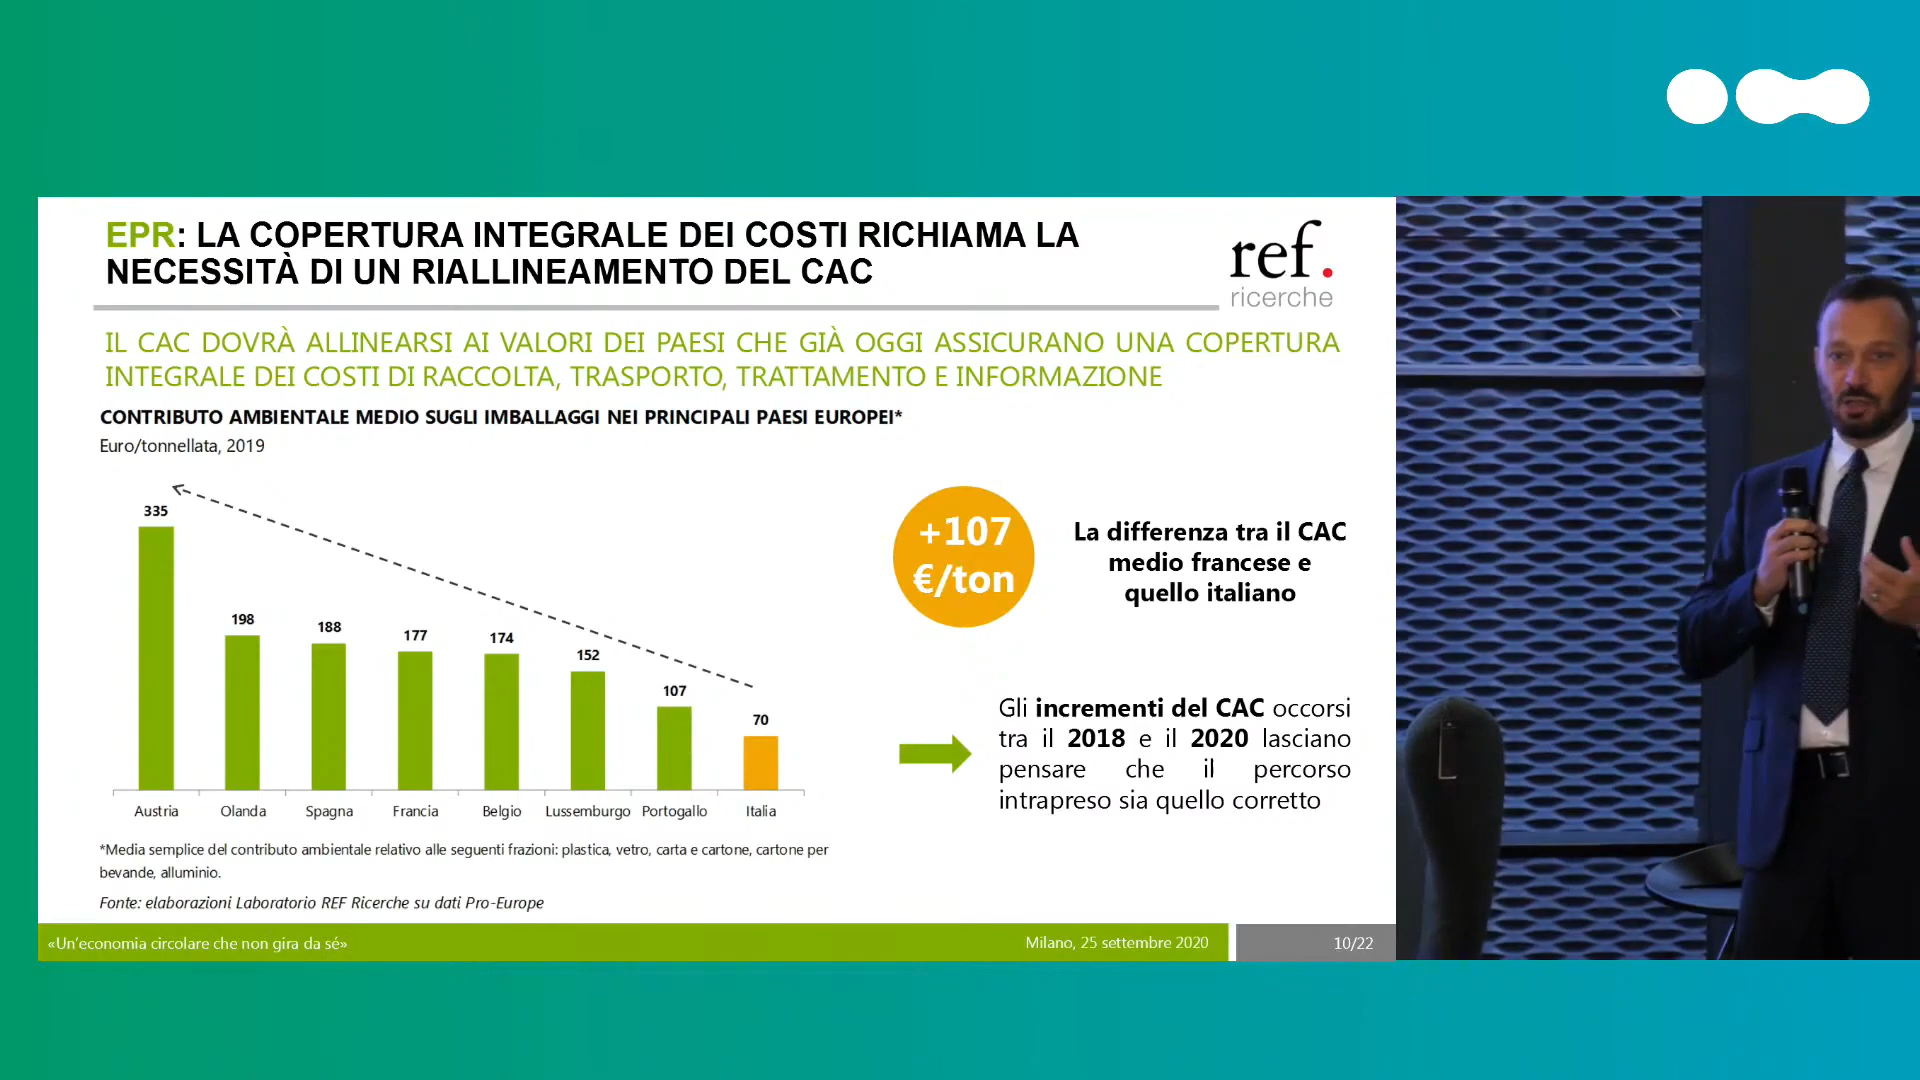 EPR: LA COPERTURA INTEGRALE DEI COSTI RICHIAMA LA
NECESSITÀ DI UN RIALLINEAMENTO DEL CAC
ref.
ricerche
IL CAC DOVRÀ ALLINEARSI AI VALORI DEI PAESI CHE GIÀ OGGI ASSICURANO UNA COPERTURA
INTEGRALE DEI COSTI DI RACCOLTA, TRASPORTO, TRATTAMENTO E INFORMAZIONE
CONTRIBUTO AMBIENTALE MEDIO SUGLI IMBALLAGGI NEI PRINCIPALI PAESI EUROPEI*
Euro/tonnellata, 2019
335
198
188
177
174
152
107
70
Austria
Olanda
Spagna
Francia
Belgio
Lussemburgo
Portogallo
Italia
*Media semplice del contributo ambientale relativo alle seguenti frazioni: plastica, vetro, carta e cartone, cartone per
bevande, alluminio.
Fonte: elaborazioni Laboratorio REF Ricerche su dati Pro-Europe
+107
€/ton
La differenza tra il CAC
medio francese e
quello italiano
Gli incrementi del CAC occorsi
tra il 2018 e il 2020 lasciano
pensare che il percorso
intrapreso sia quello corretto
«Un'economia circolare che non gira da sé»
Milano, 25 settembre 2020
10/22